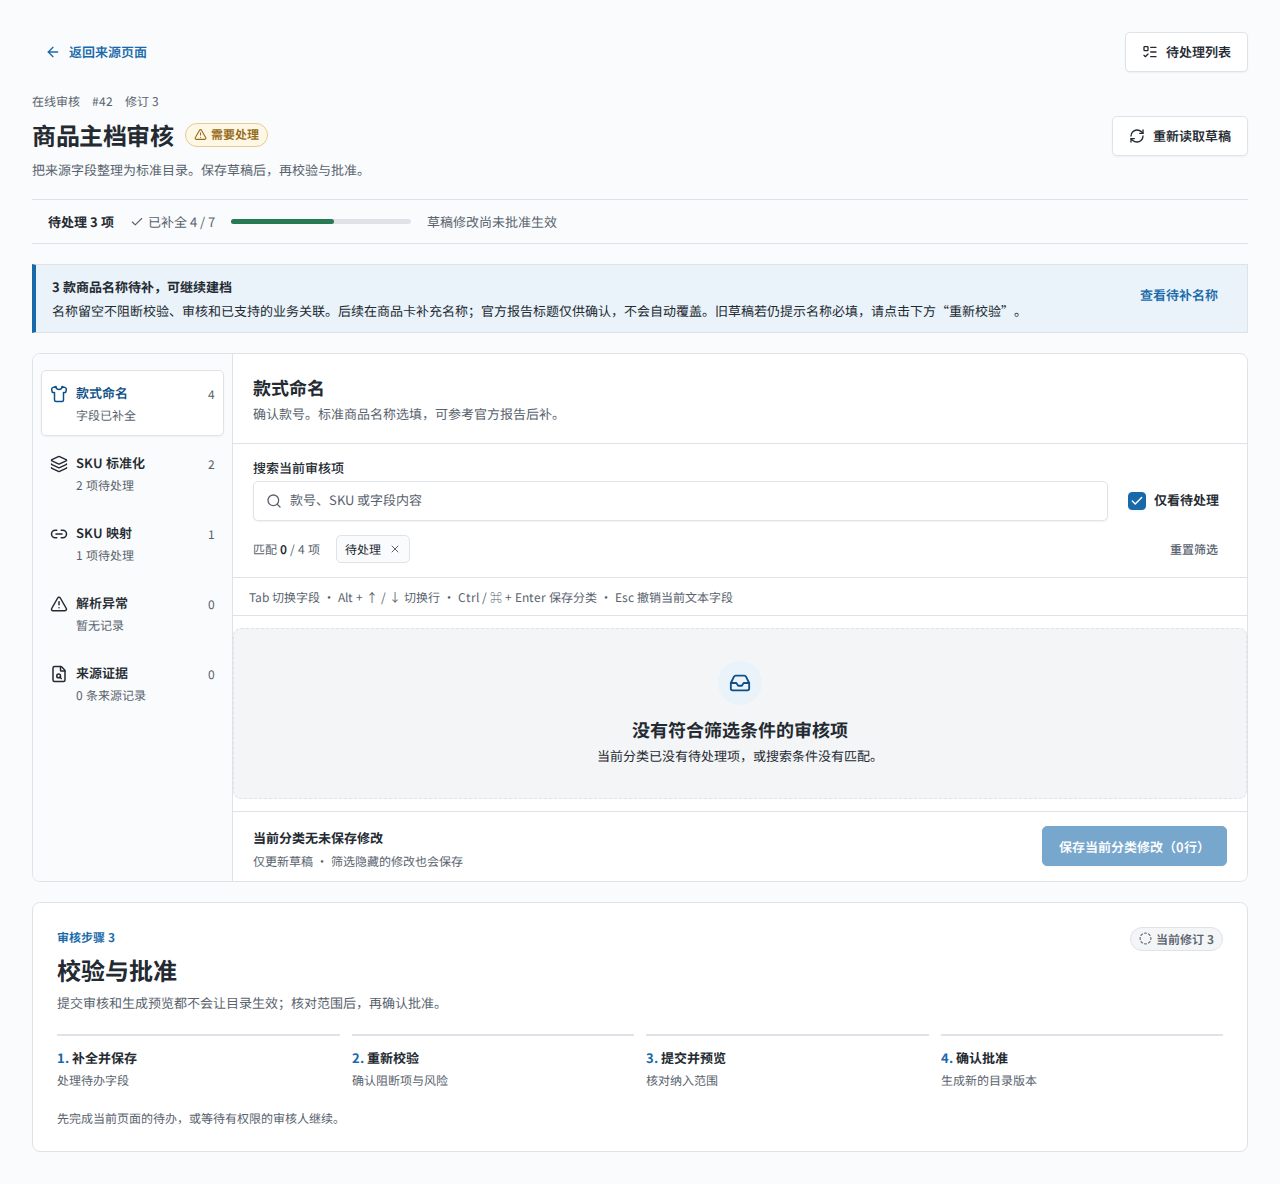 返回来源页面
待处理列表
在线审核 #42 修订 3
商品主档审核 需要处理
重新读取草稿
把来源字段整理为标准目录。保存草稿后，再校验与批准。
待处理 3 项 已补全 4 / 7 草稿修改尚未批准生效
3 款商品名称待补，可继续建档
名称留空不阻断校验、审核和已支持的业务关联。后续在商品卡补充名称；官方报告标题仅供确认，不会自动覆盖。旧草稿若仍提示名称必填，请点击下方“重新校验”。
查看待补名称
款式命名 4
字段已补全
SKU 标准化 2
2 项待处理
SKU 映射 1
1 项待处理
解析异常 0
暂无记录
来源证据 0
0 条来源记录
款式命名
确认款号。标准商品名称选填，可参考官方报告后补。
搜索当前审核项
款号、SKU 或字段内容
仅看待处理
匹配 0 / 4 项 待处理
重置筛选
Tab 切换字段 • Alt + ↑ / ↓ 切换行 • Ctrl / ⌘ + Enter 保存分类 • Esc 撤销当前文本字段
没有符合筛选条件的审核项
当前分类已没有待处理项，或搜索条件没有匹配。
当前分类无未保存修改
仅更新草稿 • 筛选隐藏的修改也会保存
保存当前分类修改（0行）
审核步骤 3
当前修订 3
校验与批准
提交审核和生成预览都不会让目录生效；核对范围后，再确认批准。
1. 补全并保存
处理待办字段
2. 重新校验
确认阻断项与风险
3. 提交并预览
核对纳入范围
4. 确认批准
生成新的目录版本
先完成当前页面的待办，或等待有权限的审核人继续。